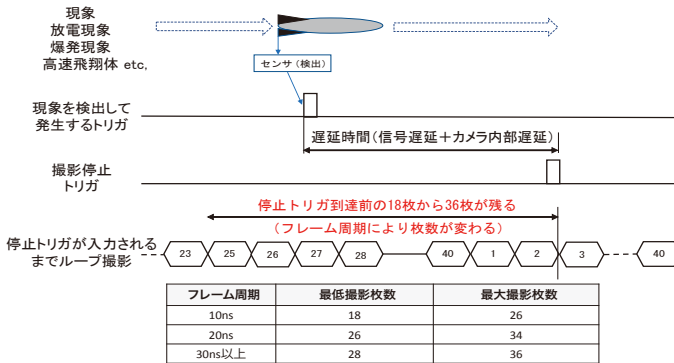 現象
放電現象
爆発現象
高速飛翔体 etc,
センサ（検出）
現象を検出して
発生するトリガ
遅延時間（信号遅延＋カメラ内部遅延）
撮影停止
トリガ
停止トリガ到達前の18枚から36枚が残る
（フレーム周期により枚数が変わる）
停止トリガが入力される
までループ撮影
23 25 26 27 28 40 1 2 3 40
フレーム周期 最低撮影枚数 最大撮影枚数
10ns 18 26
20ns 26 34
30ns以上 28 36